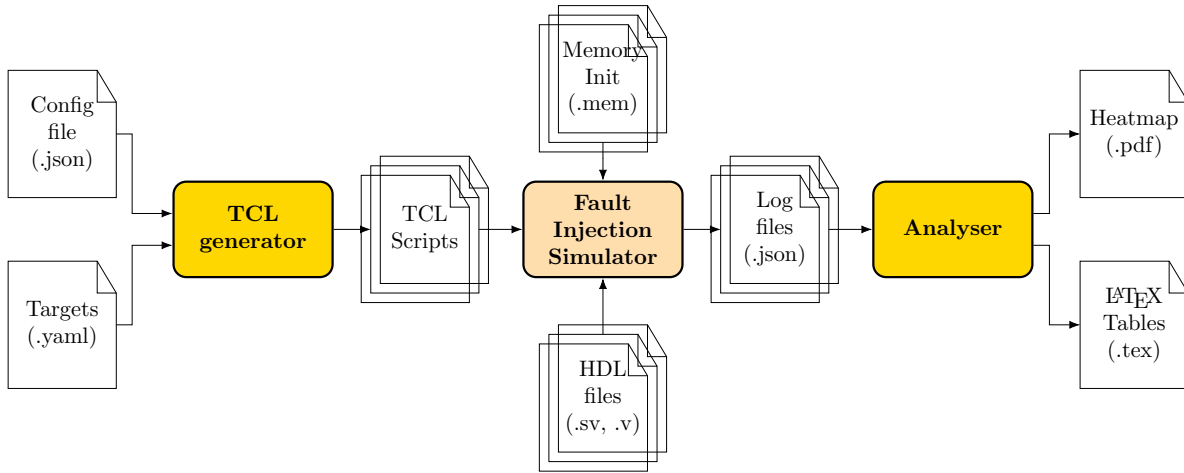 Memory
Init
(.mem)
Config
file
(.json)
Heatmap
(.pdf)
TCL
generator
TCL
Scripts
Fault
Injection
Simulator
Log
files
(.json)
Analyser
Targets
(.yaml)
LATEX
Tables
(.tex)
HDL
files
(.sv, .v)